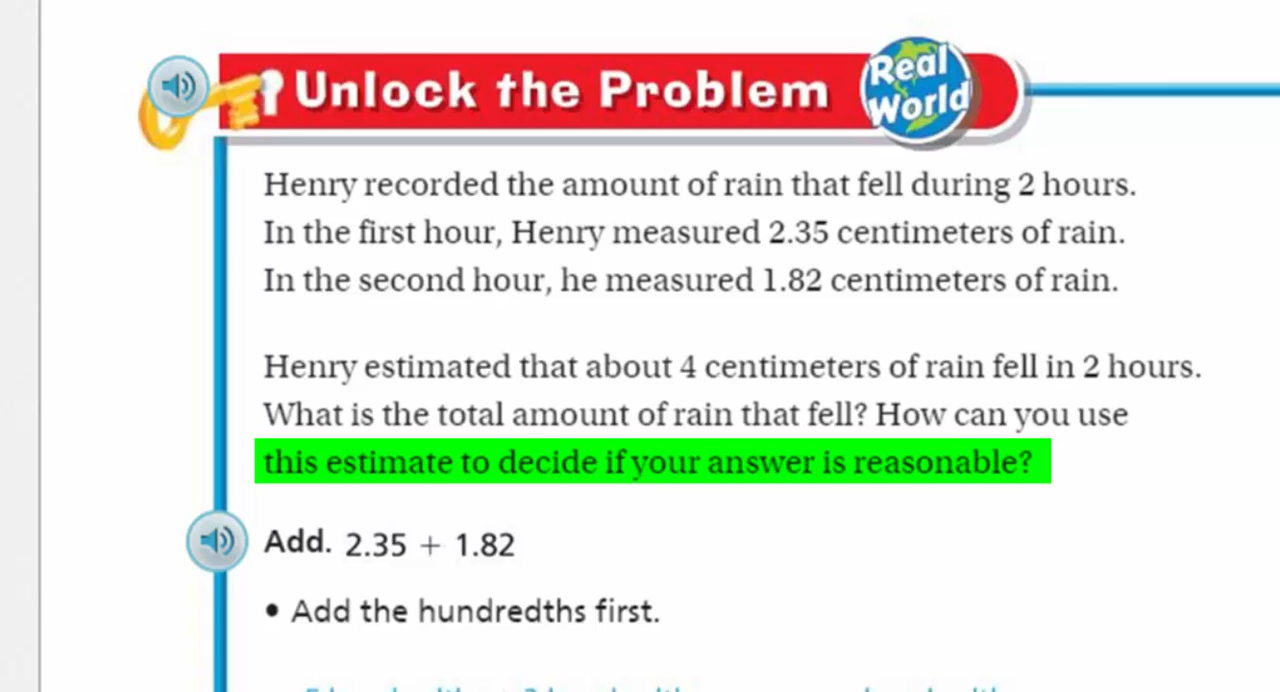 Unlock the Problem
Real
World
Henry recorded the amount of rain that fell during 2 hours.
In the first hour, Henry measured 2.35 centimeters of rain.
In the second hour, he measured 1.82 centimeters of rain.
Henry estimated that about 4 centimeters of rain fell in 2 hours.
What is the total amount of rain that fell? How can you use
this estimate to decide if your answer is reasonable?
Add. 2.35 + 1.82
• Add the hundredths first.